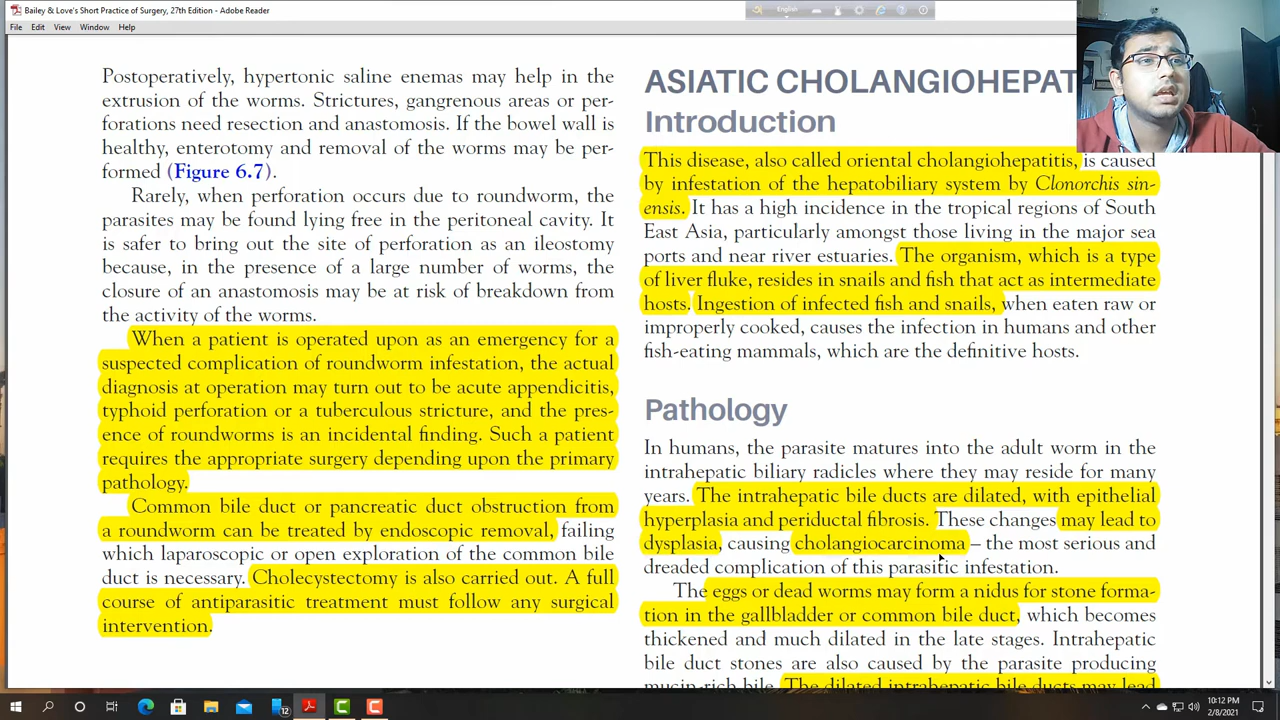 Bailey & Love's Short Practice of Surgery, 27th Edition - Adobe Reader
English
File Edit View Window Help
Postoperatively, hypertonic saline enemas may help in the
extrusion of the worms. Strictures, gangrenous areas or per-
forations need resection and anastomosis. If the bowel wall is
healthy, enterotomy and removal of the worms may be per-
formed (Figure 6.7).
Rarely, when perforation occurs due to roundworm, the
parasites may be found lying free in the peritoneal cavity. It
is safer to bring out the site of perforation as an ileostomy
because, in the presence of a large number of worms, the
closure of an anastomosis may be at risk of breakdown from
the activity of the worms.
When a patient is operated upon as an emergency for a
suspected complication of roundworm infestation, the actual
diagnosis at operation may turn out to be acute appendicitis,
typhoid perforation or a tuberculous stricture, and the pres-
ence of roundworms is an incidental finding. Such a patient
requires the appropriate surgery depending upon the primary
pathology.
Common bile duct or pancreatic duct obstruction from
a roundworm can be treated by endoscopic removal, failing
which laparoscopic or open exploration of the common bile
duct is necessary. Cholecystectomy is also carried out. A full
course of antiparasitic treatment must follow any surgical
intervention.
ASIATIC CHOLANGIOHEPAT
Introduction
This disease, also called oriental cholangiohepatitis, is caused
by infestation of the hepatobiliary system by Clonorchis sin-
ensis. It has a high incidence in the tropical regions of South
East Asia, particularly amongst those living in the major sea
ports and near river estuaries. The organism, which is a type
of liver fluke, resides in snails and fish that act as intermediate
hosts. Ingestion of infected fish and snails, when eaten raw or
improperly cooked, causes the infection in humans and other
fish-eating mammals, which are the definitive hosts.
Pathology
In humans, the parasite matures into the adult worm in the
intrahepatic biliary radicles where they may reside for many
years. The intrahepatic bile ducts are dilated, with epithelial
hyperplasia and periductal fibrosis. These changes may lead to
dysplasia, causing cholangiocarcinoma – the most serious and
dreaded complication of this parasitic infestation.
The eggs or dead worms may form a nidus for stone forma-
tion in the gallbladder or common bile duct, which becomes
thickened and much dilated in the late stages. Intrahepatic
bile duct stones are also caused by the parasite producing
mucin-rich bile. The dilated intrahepatic bile ducts may lead
12
10:12 PM
2/8/2021